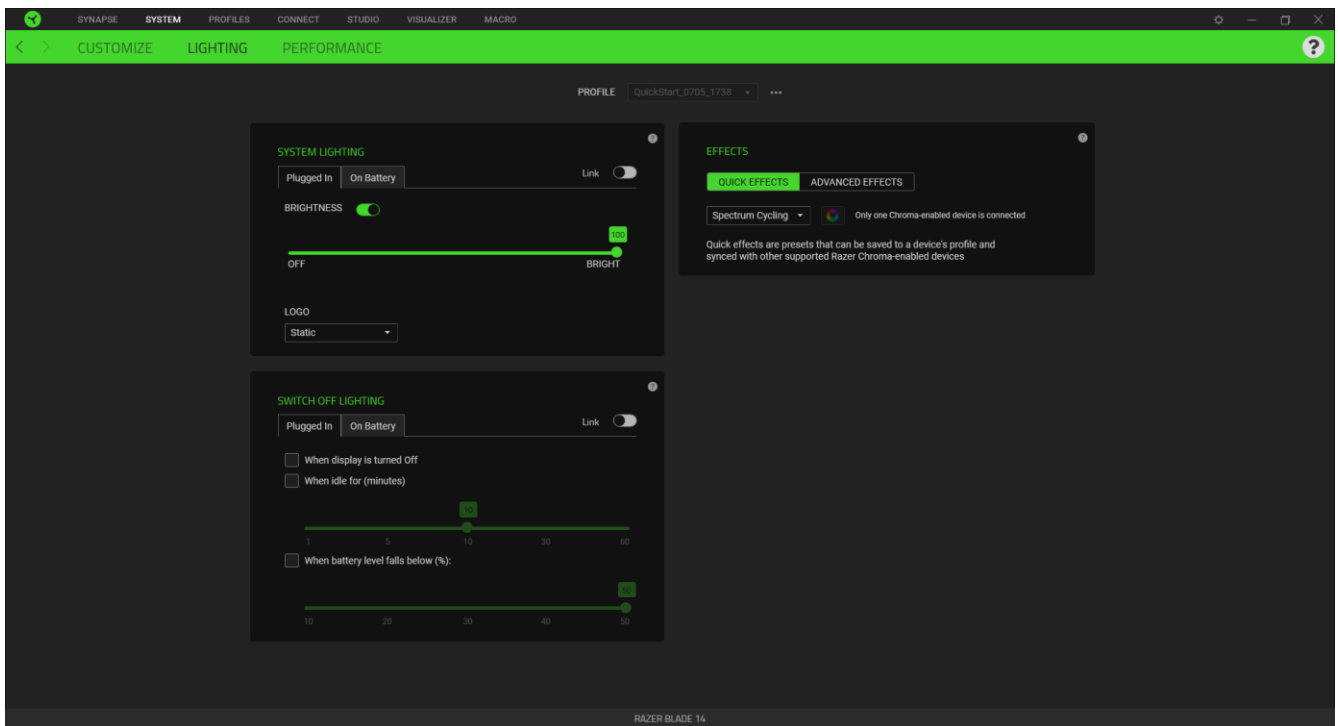 SYNAPSE SYSTEM PROFILES CONNECT STUDIO VISUALIZER MACRO
CUSTOMIZE LIGHTING PERFORMANCE ?
PROFILE QuickStart_0705_1738
SYSTEM LIGHTING
Plugged In On Battery Link
BRIGHTNESS
100
OFF BRIGHT
LOGO
Static
EFFECTS
QUICK EFFECTS ADVANCED EFFECTS
Spectrum Cycling Only one Chroma-enabled device is connected
Quick effects are presets that can be saved to a device's profile and
synced with other supported Razer Chroma-enabled devices
SWITCH OFF LIGHTING
Plugged In On Battery Link
When display is turned Off
When idle for (minutes)
10
1 5 10 30 60
When battery level falls below (%):
50
10 20 30 40 50
RAZER BLADE 14